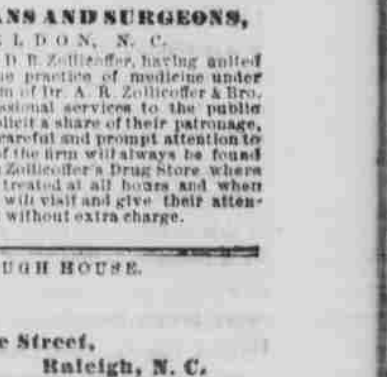 ANS AND SURGEONS,
ELDON, N. C.
D. B. Zollicoffer, having united
practice of medicine under
of Dr. A. R. Zollicoffer & Bro.
services to the public
a share of their patronage,
careful and prompt attention to
of the firm will always be found
Zollicoffer's Drug Store where
treated at all hours and when
will visit and give their atten-
without extra charge.
UGH HOUSE.
e Street,
Raleigh, N. C.